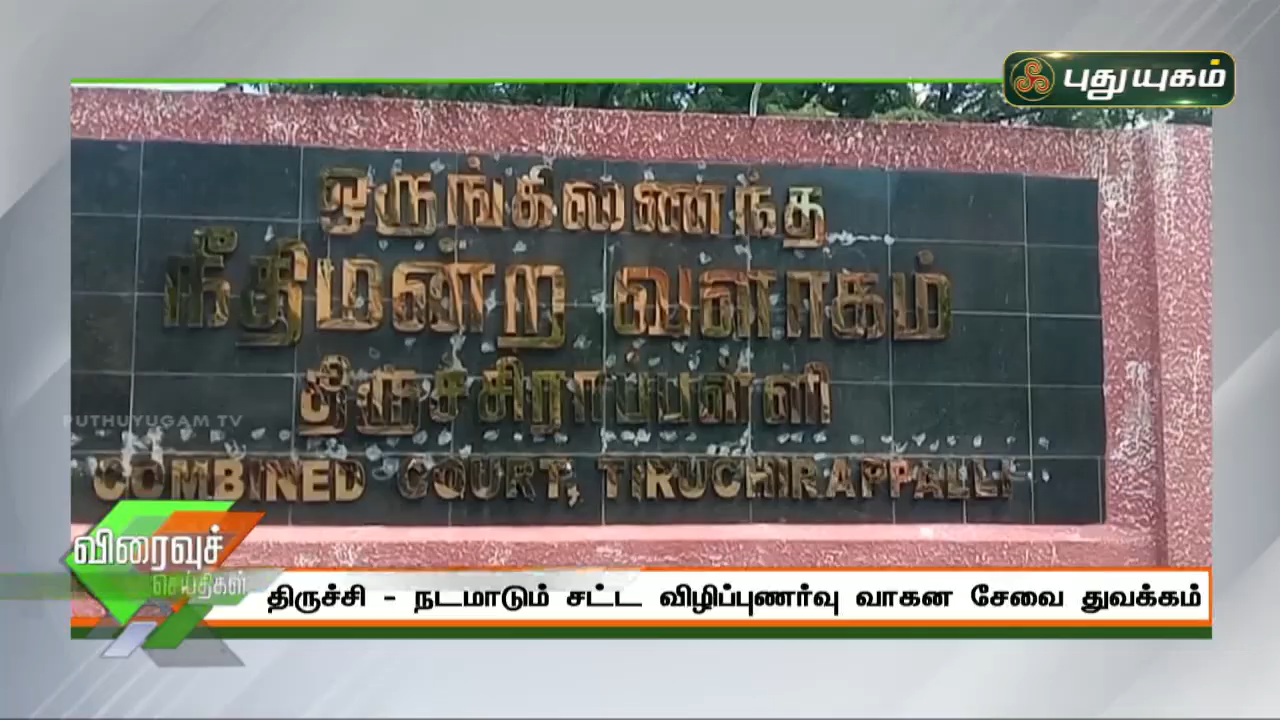 புதுயுகம்
ஒருங்கிணைந்த
நீதிமன்ற வளாகம்
திருச்சிராப்பள்ளி
PUTHUYUGAM TV
COMBINED COURT, TIRUCHIRAPPALLI
விரைவுச்
செய்திகள்
திருச்சி - நடமாடும் சட்ட விழிப்புணர்வு வாகன சேவை துவக்கம்